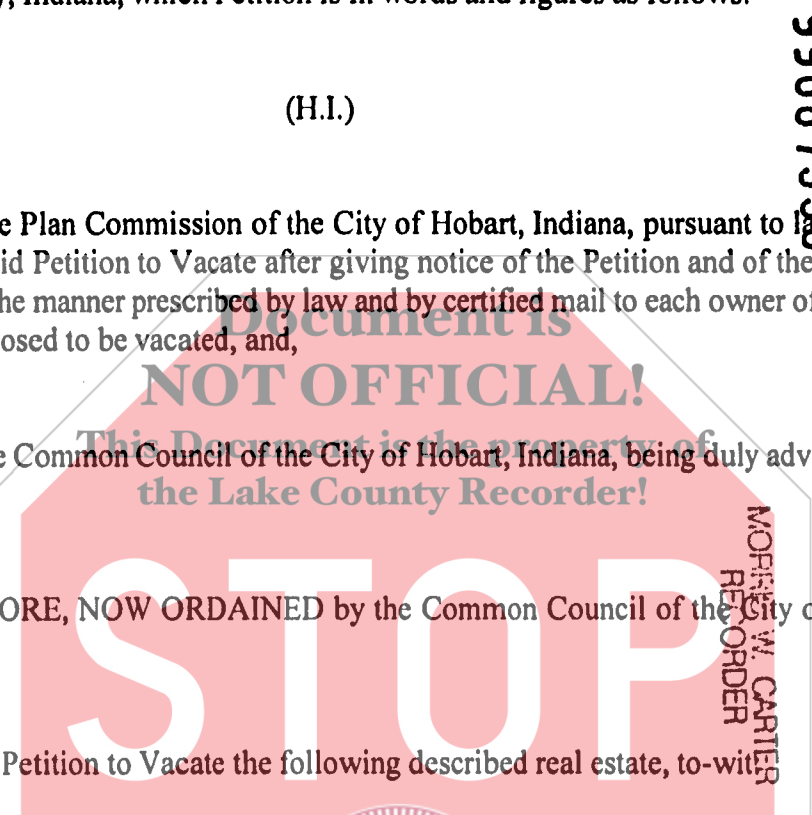 Indiana, which Petition is in words and figures as follows:
(H.I.)
e Plan Commission of the City of Hobart, Indiana, pursuant to la
id Petition to Vacate after giving notice of the Petition and of the
he manner prescribed by law and by certified mail to each owner of
Document is
osed to be vacated, and,
NOT OFFICIAL!
This Document is the property of
e Common Council of the City of Hobart, Indiana, being duly adv
the Lake County Recorder!
STOP
ORE, NOW ORDAINED by the Common Council of the City o
Petition to Vacate the following described real estate, to-wit:
MORRIS W. CARTER
RECORDER